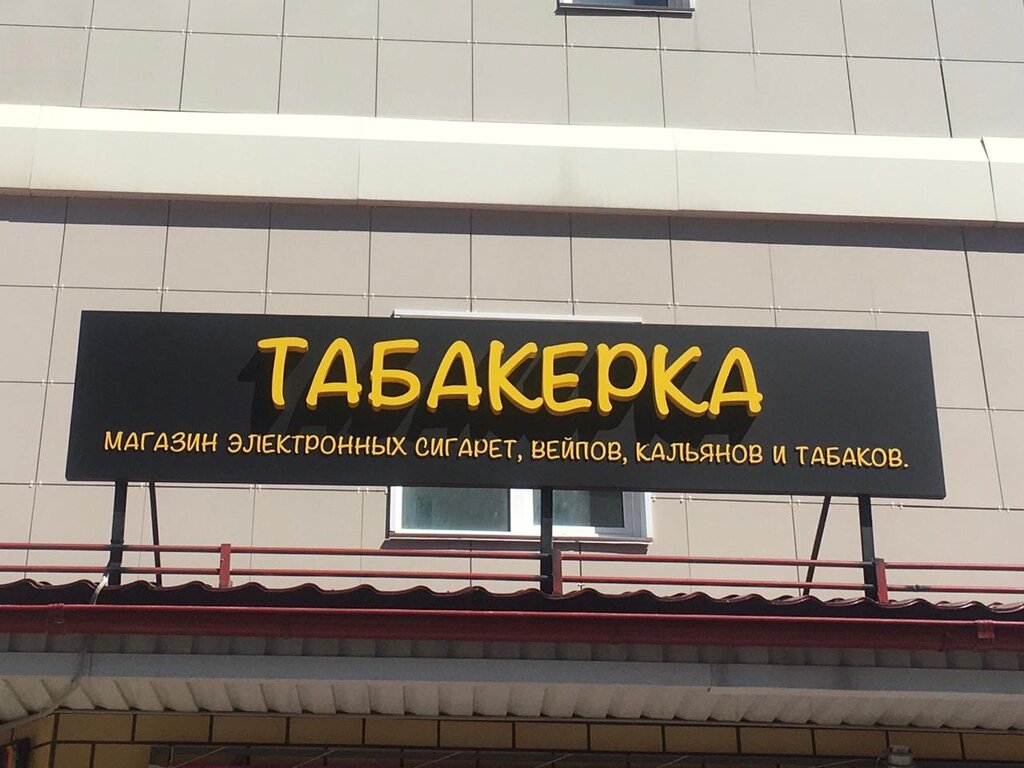 ТАБАКЕРКА
МАГАЗИН ЭЛЕКТРОННЫХ СИГАРЕТ, ВЕЙПОВ, КАЛЬЯНОВ И ТАБАКОВ.